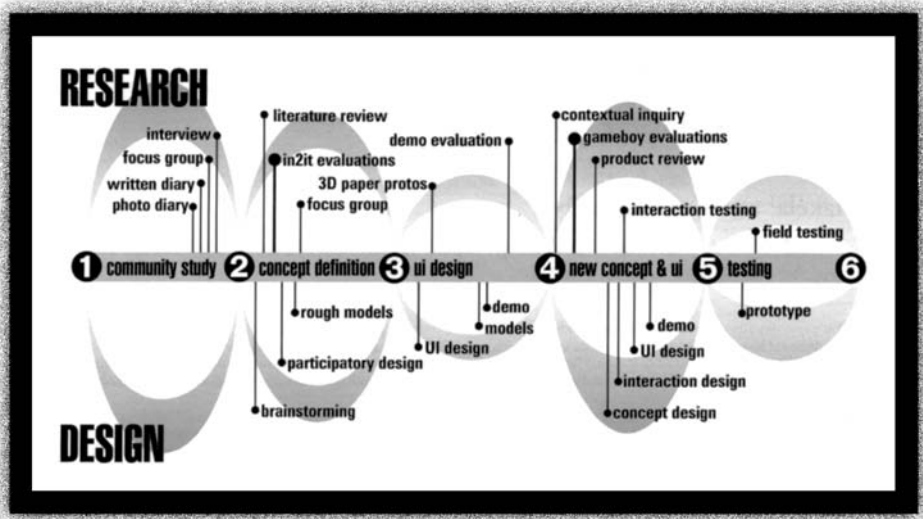 RESEARCH
interview
focus group
written diary
photo diary
literature review
in2it evaluations
focus group
demo evaluation
3D paper protos
contextual inquiry
gameboy evaluations
product review
interaction testing
field testing
1 community study 2 concept definition 3 ui design 4 new concept & ui 5 testing 6
rough models
participatory design
brainstorming
demo
models
UI design
demo
UI design
interaction design
concept design
prototype
DESIGN